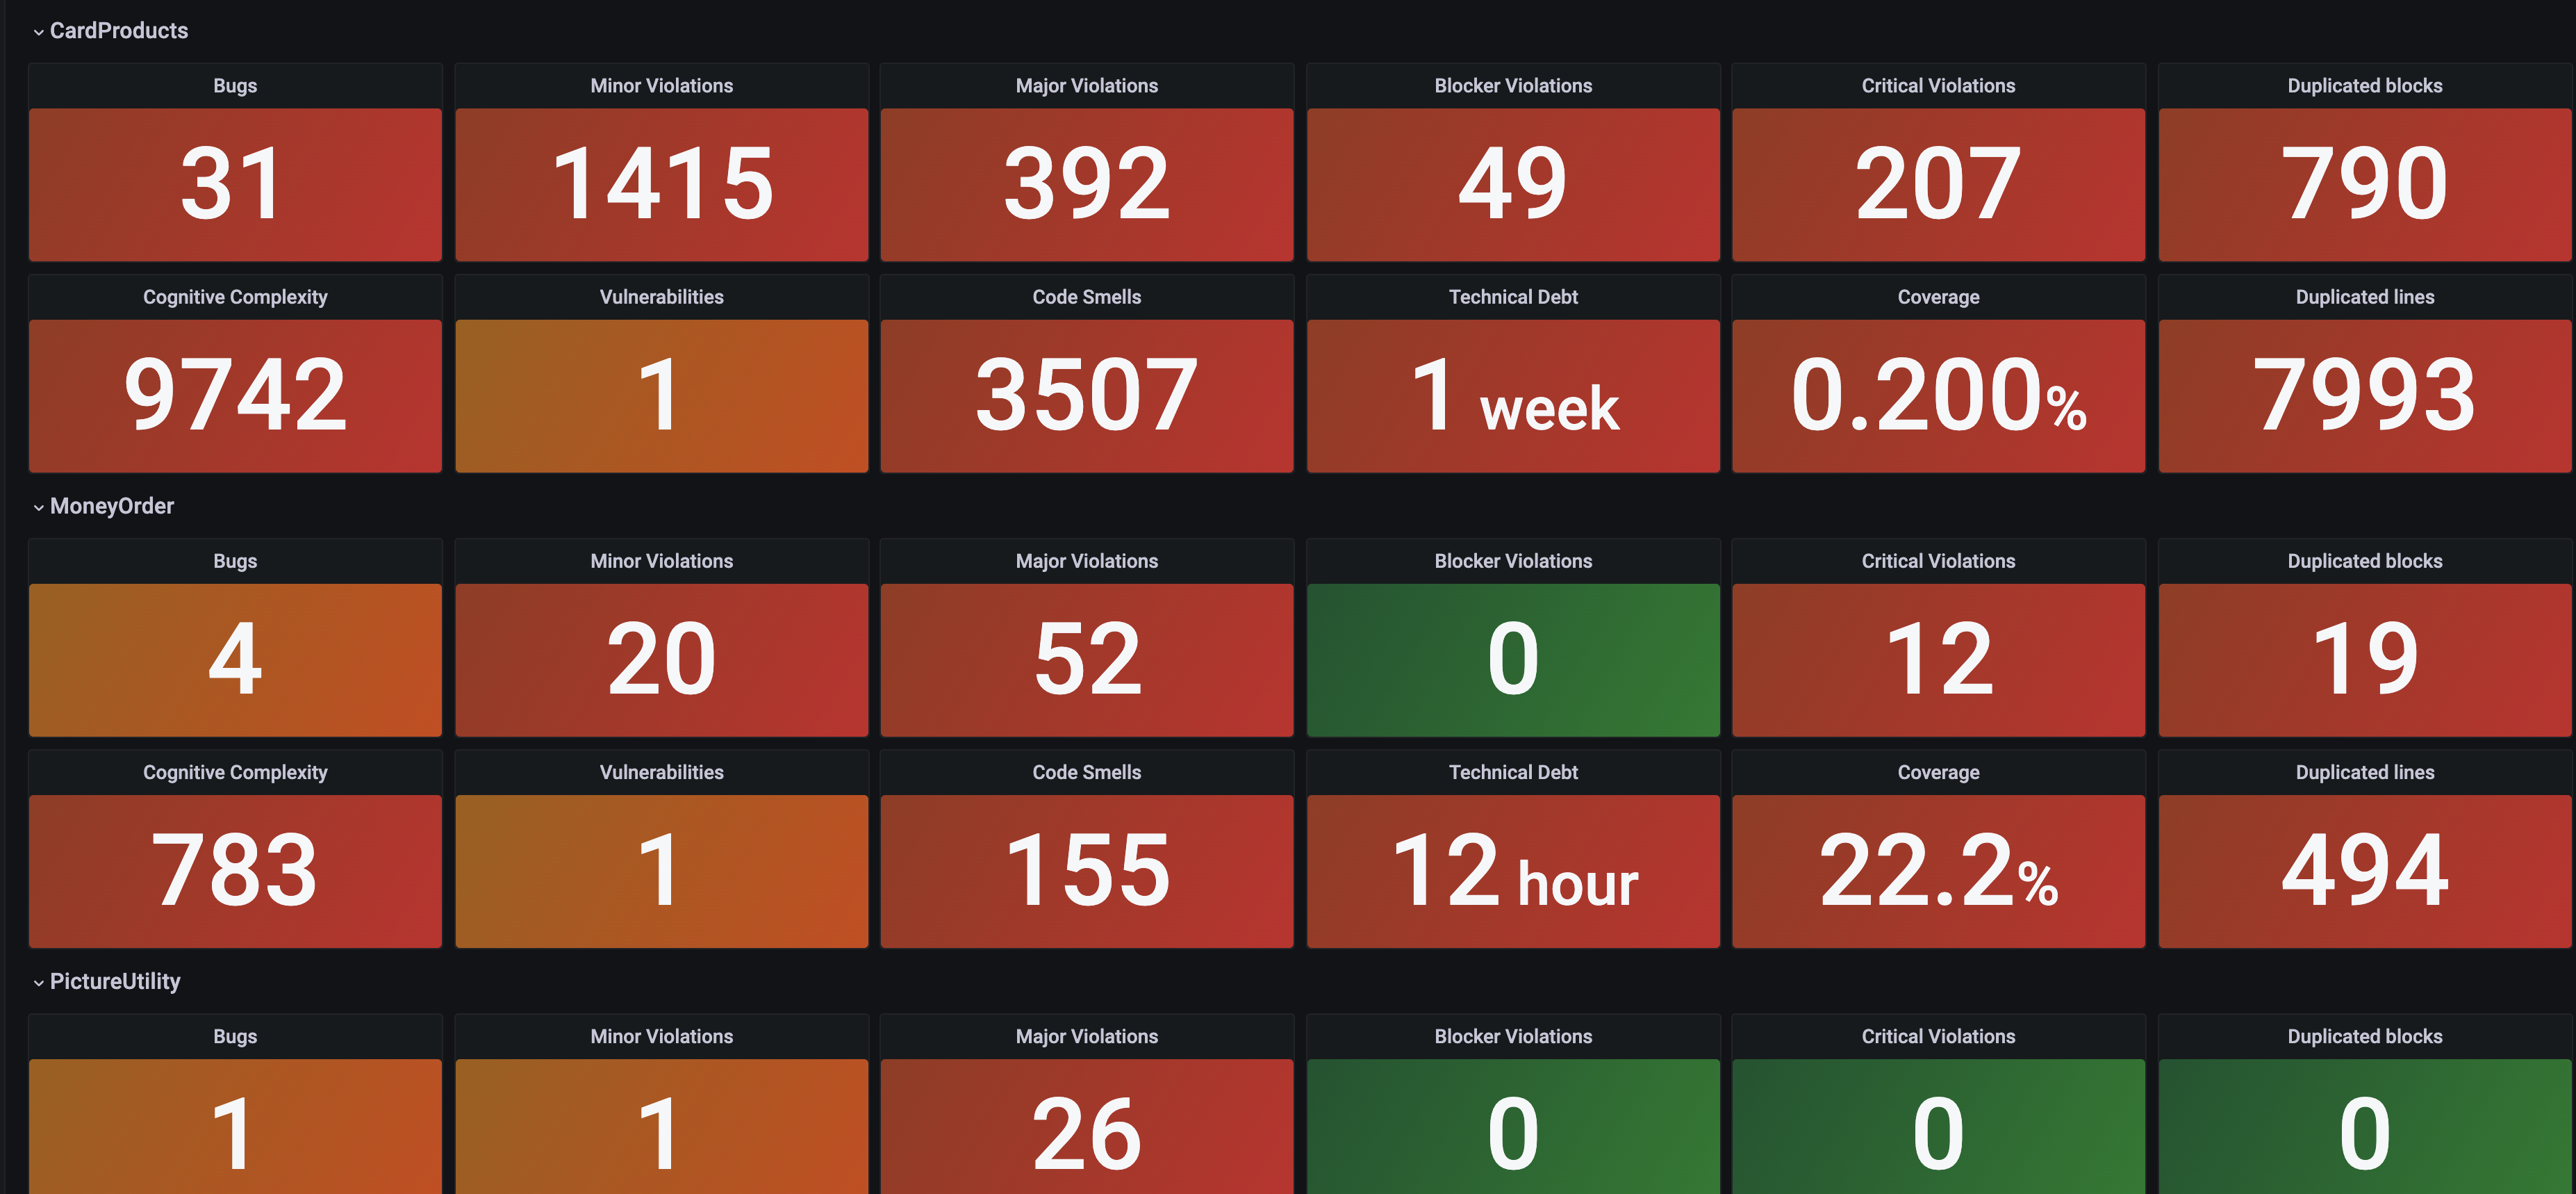 CardProducts
Bugs Minor Violations Major Violations Blocker Violations Critical Violations Duplicated blocks
31 1415 392 49 207 790
Cognitive Complexity Vulnerabilities Code Smells Technical Debt Coverage Duplicated lines
9742 1 3507 1 week 0.200% 7993
MoneyOrder
Bugs Minor Violations Major Violations Blocker Violations Critical Violations Duplicated blocks
4 20 52 0 12 19
Cognitive Complexity Vulnerabilities Code Smells Technical Debt Coverage Duplicated lines
783 1 155 12 hour 22.2% 494
PictureUtility
Bugs Minor Violations Major Violations Blocker Violations Critical Violations Duplicated blocks
1 1 26 0 0 0